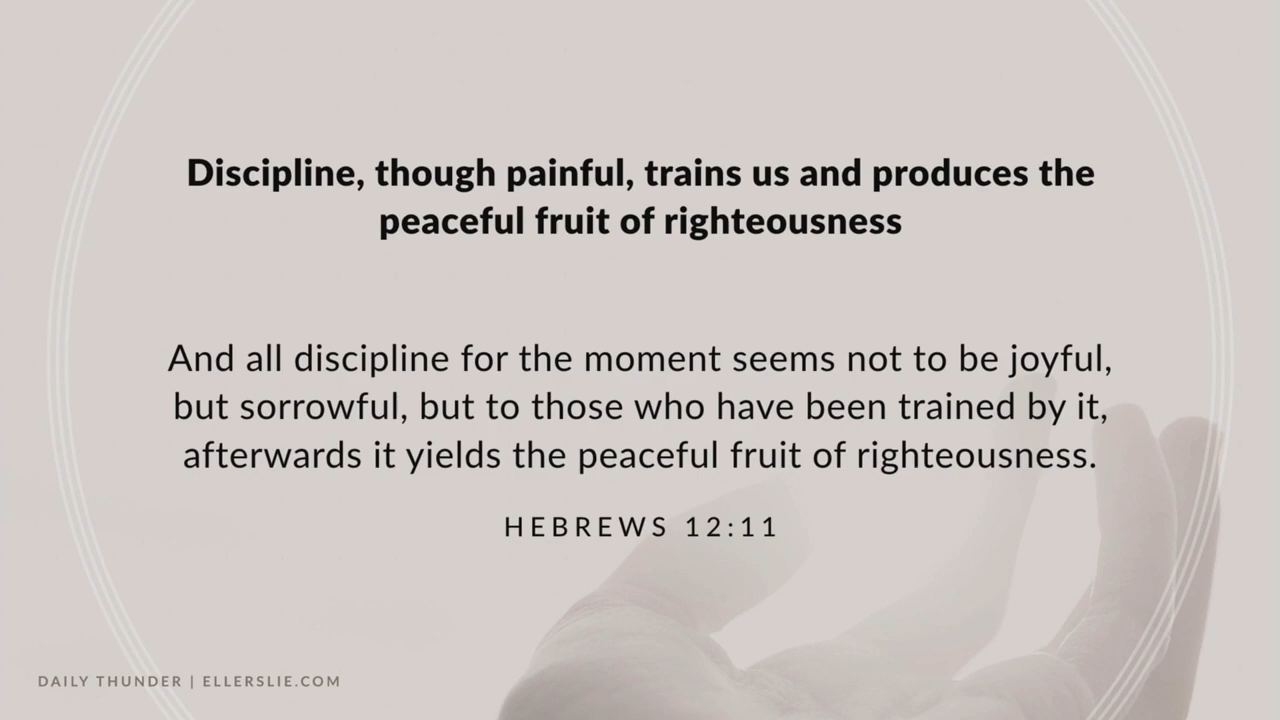 Discipline, though painful, trains us and produces the
peaceful fruit of righteousness
And all discipline for the moment seems not to be joyful,
but sorrowful, but to those who have been trained by it,
afterwards it yields the peaceful fruit of righteousness.
HEBREWS 12:11
DAILY THUNDER | ELLERSLIE.COM